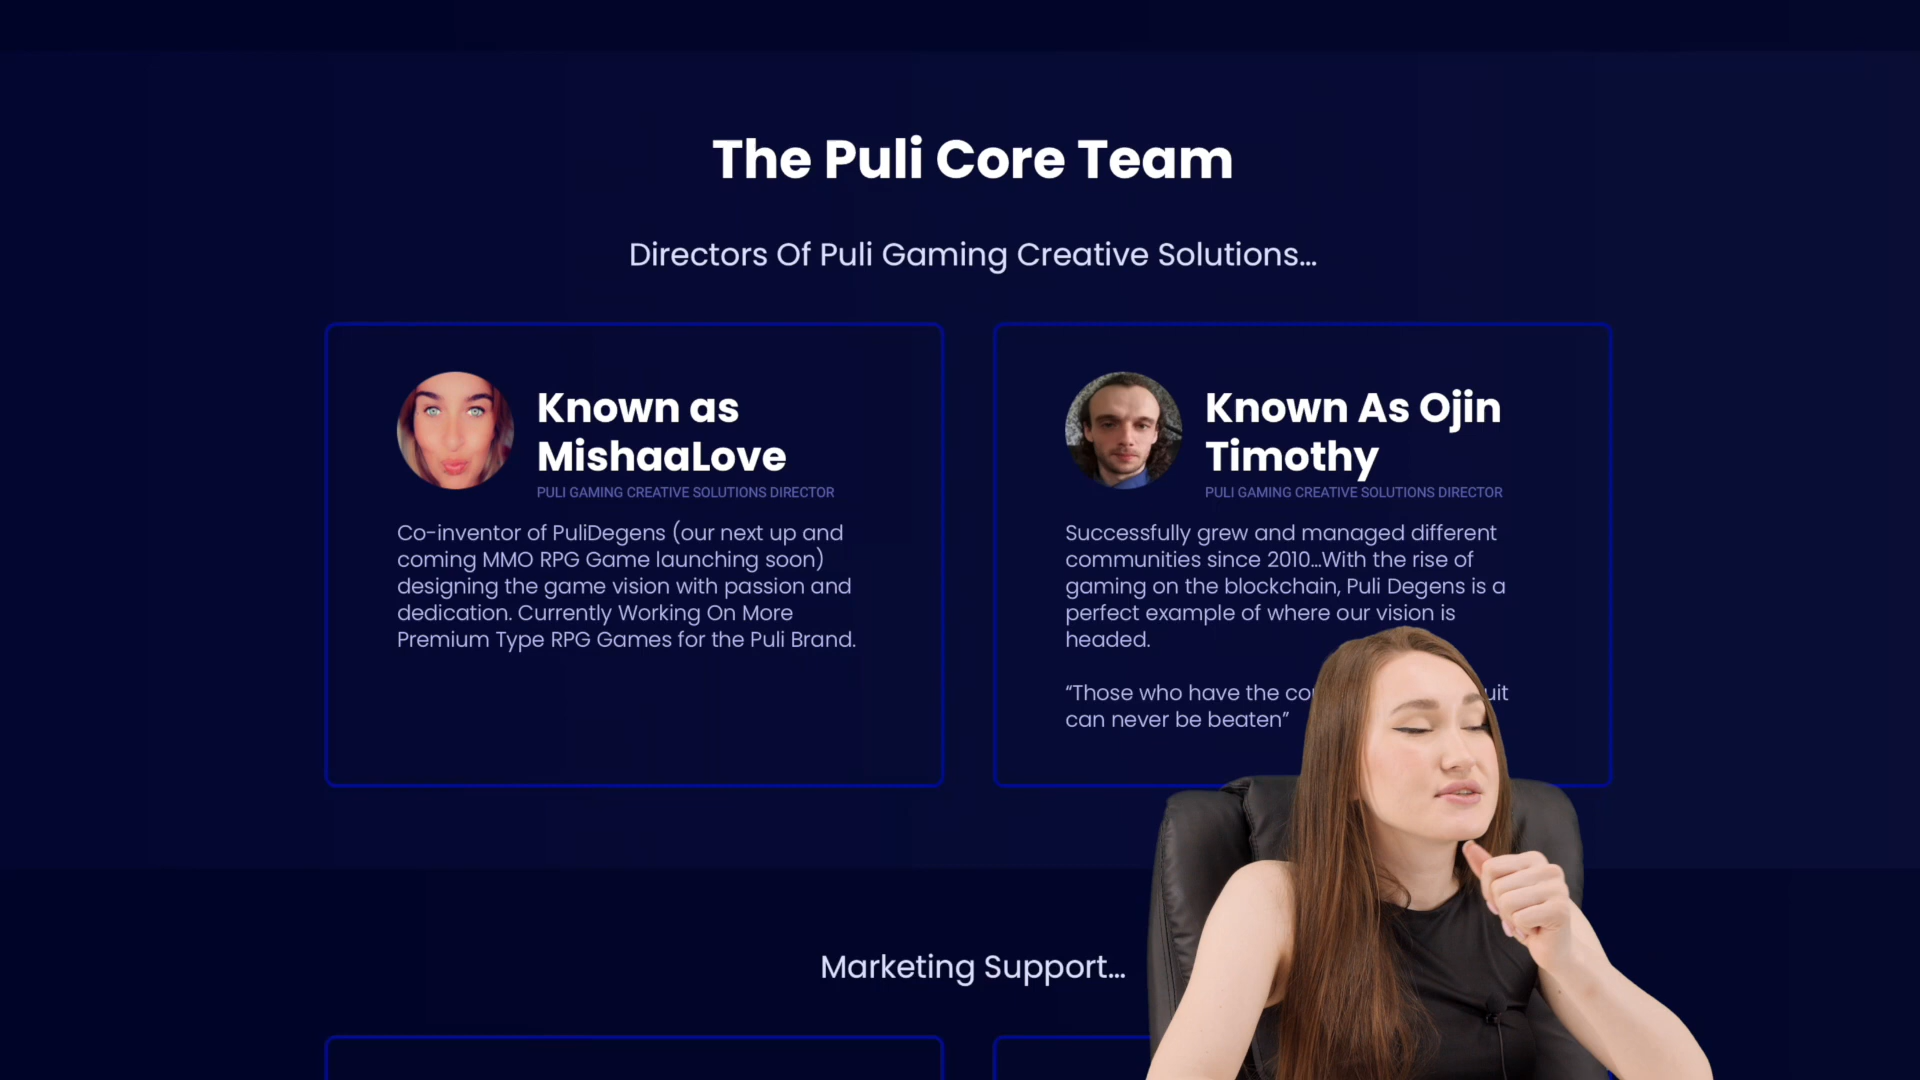 The Puli Core Team
Directors Of Puli Gaming Creative Solutions...
Known as
MishaaLove
PULI GAMING CREATIVE SOLUTIONS DIRECTOR
Co-inventor of PuliDegens (our next up and
coming MMO RPG Game launching soon)
designing the game vision with passion and
dedication. Currently Working On More
Premium Type RPG Games for the Puli Brand.
Known As Ojin
Timothy
PULI GAMING CREATIVE SOLUTIONS DIRECTOR
Successfully grew and managed different
communities since 2010...With the rise of
gaming on the blockchain, Puli Degens is a
perfect example of where our vision is
headed.
“Those who have the
can never be beaten”
Marketing Support...